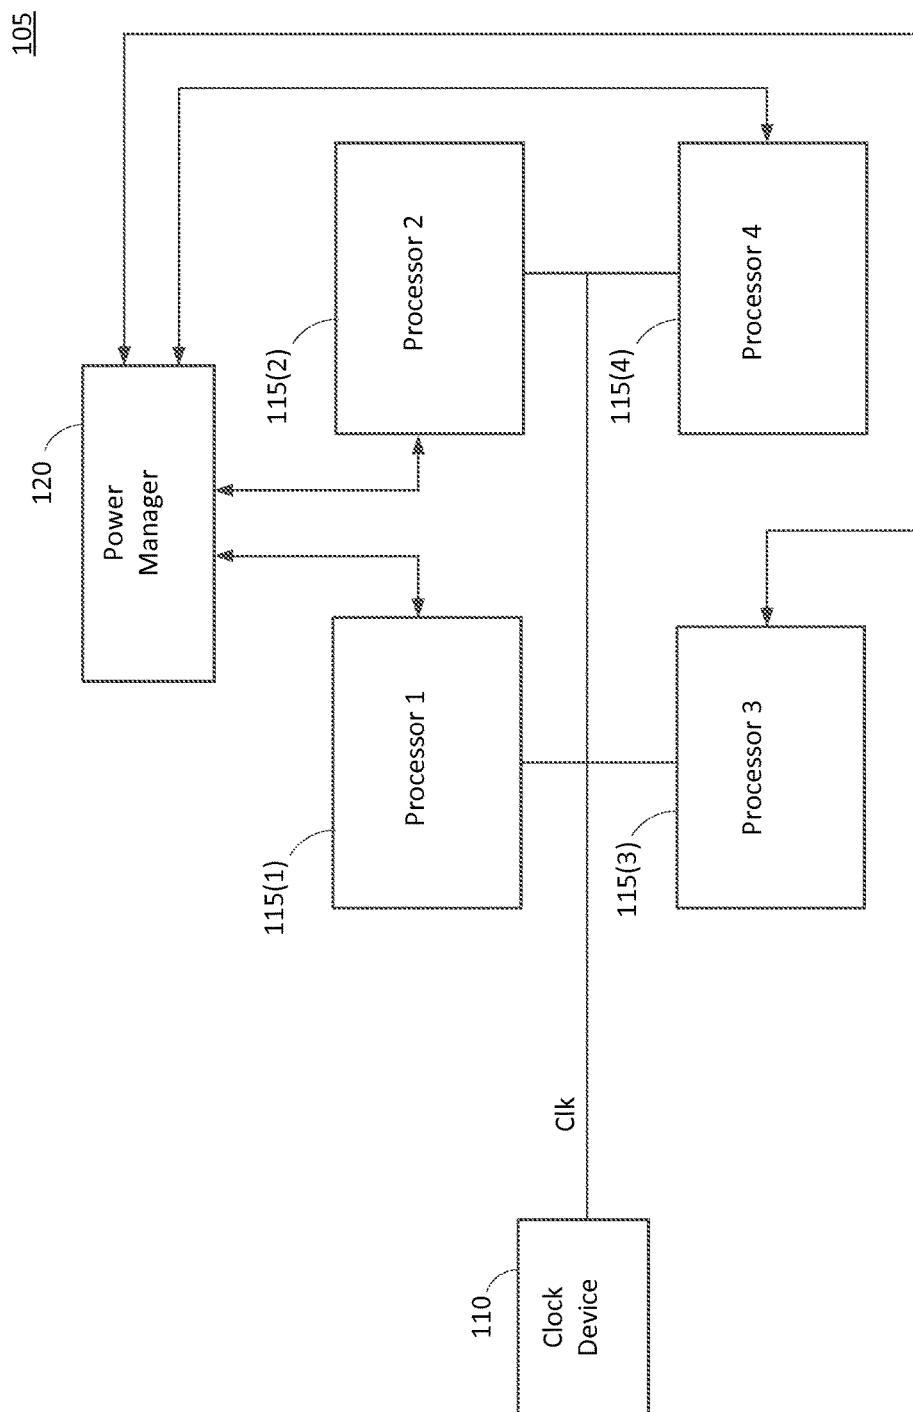 105
120
Power
Manager
115(1)
Processor 1
115(2)
Processor 2
110
Clock
Device
Clk
115(3)
Processor 3
115(4)
Processor 4